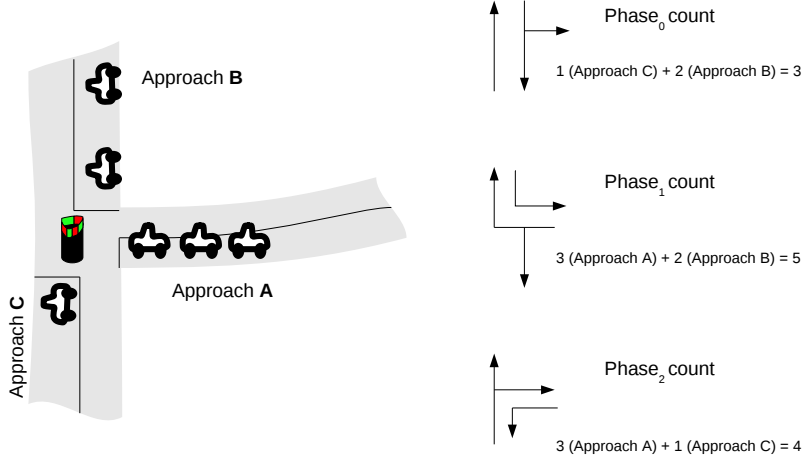 Approach B
Approach A
Approach C
Phase0 count
1 (Approach C) + 2 (Approach B) = 3
Phase1 count
3 (Approach A) + 2 (Approach B) = 5
Phase2 count
3 (Approach A) + 1 (Approach C) = 4